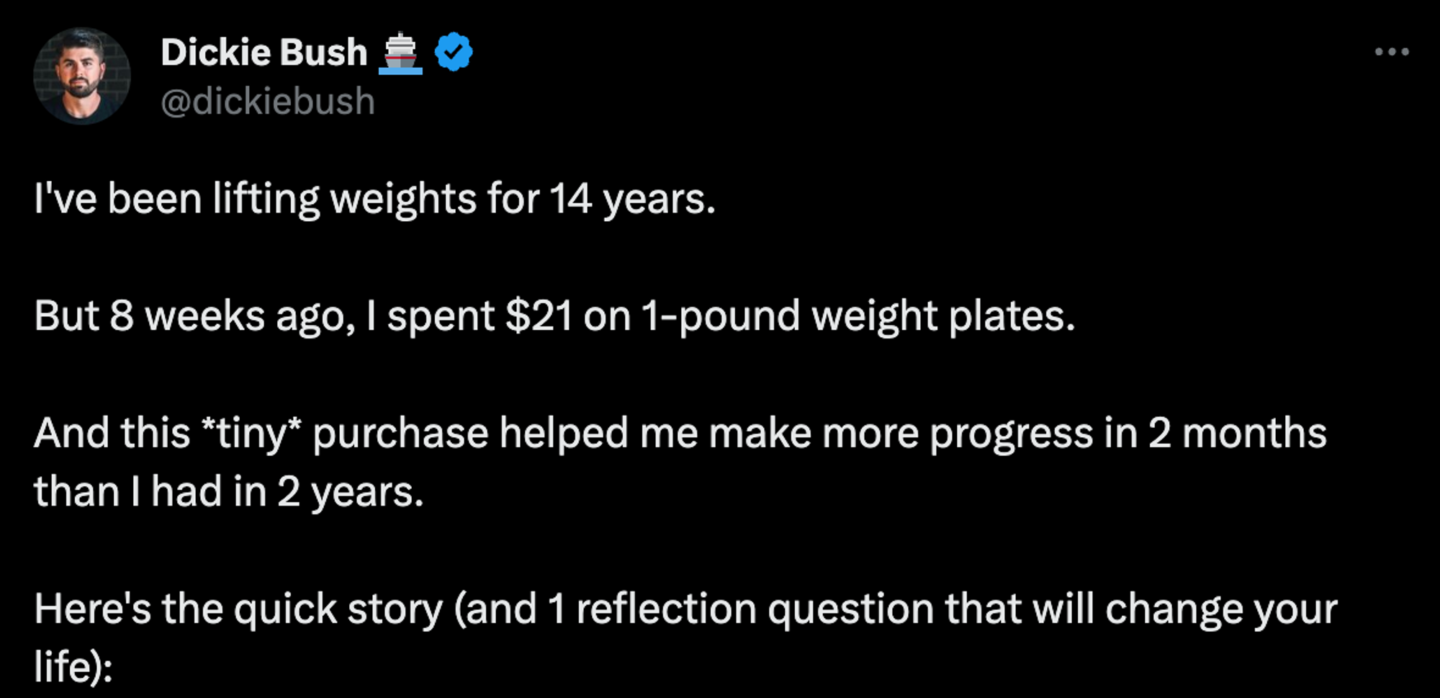 Dickie Bush 🚢
@dickiebush
I've been lifting weights for 14 years.
But 8 weeks ago, I spent $21 on 1-pound weight plates.
And this *tiny* purchase helped me make more progress in 2 months
than I had in 2 years.
Here's the quick story (and 1 reflection question that will change your
life):